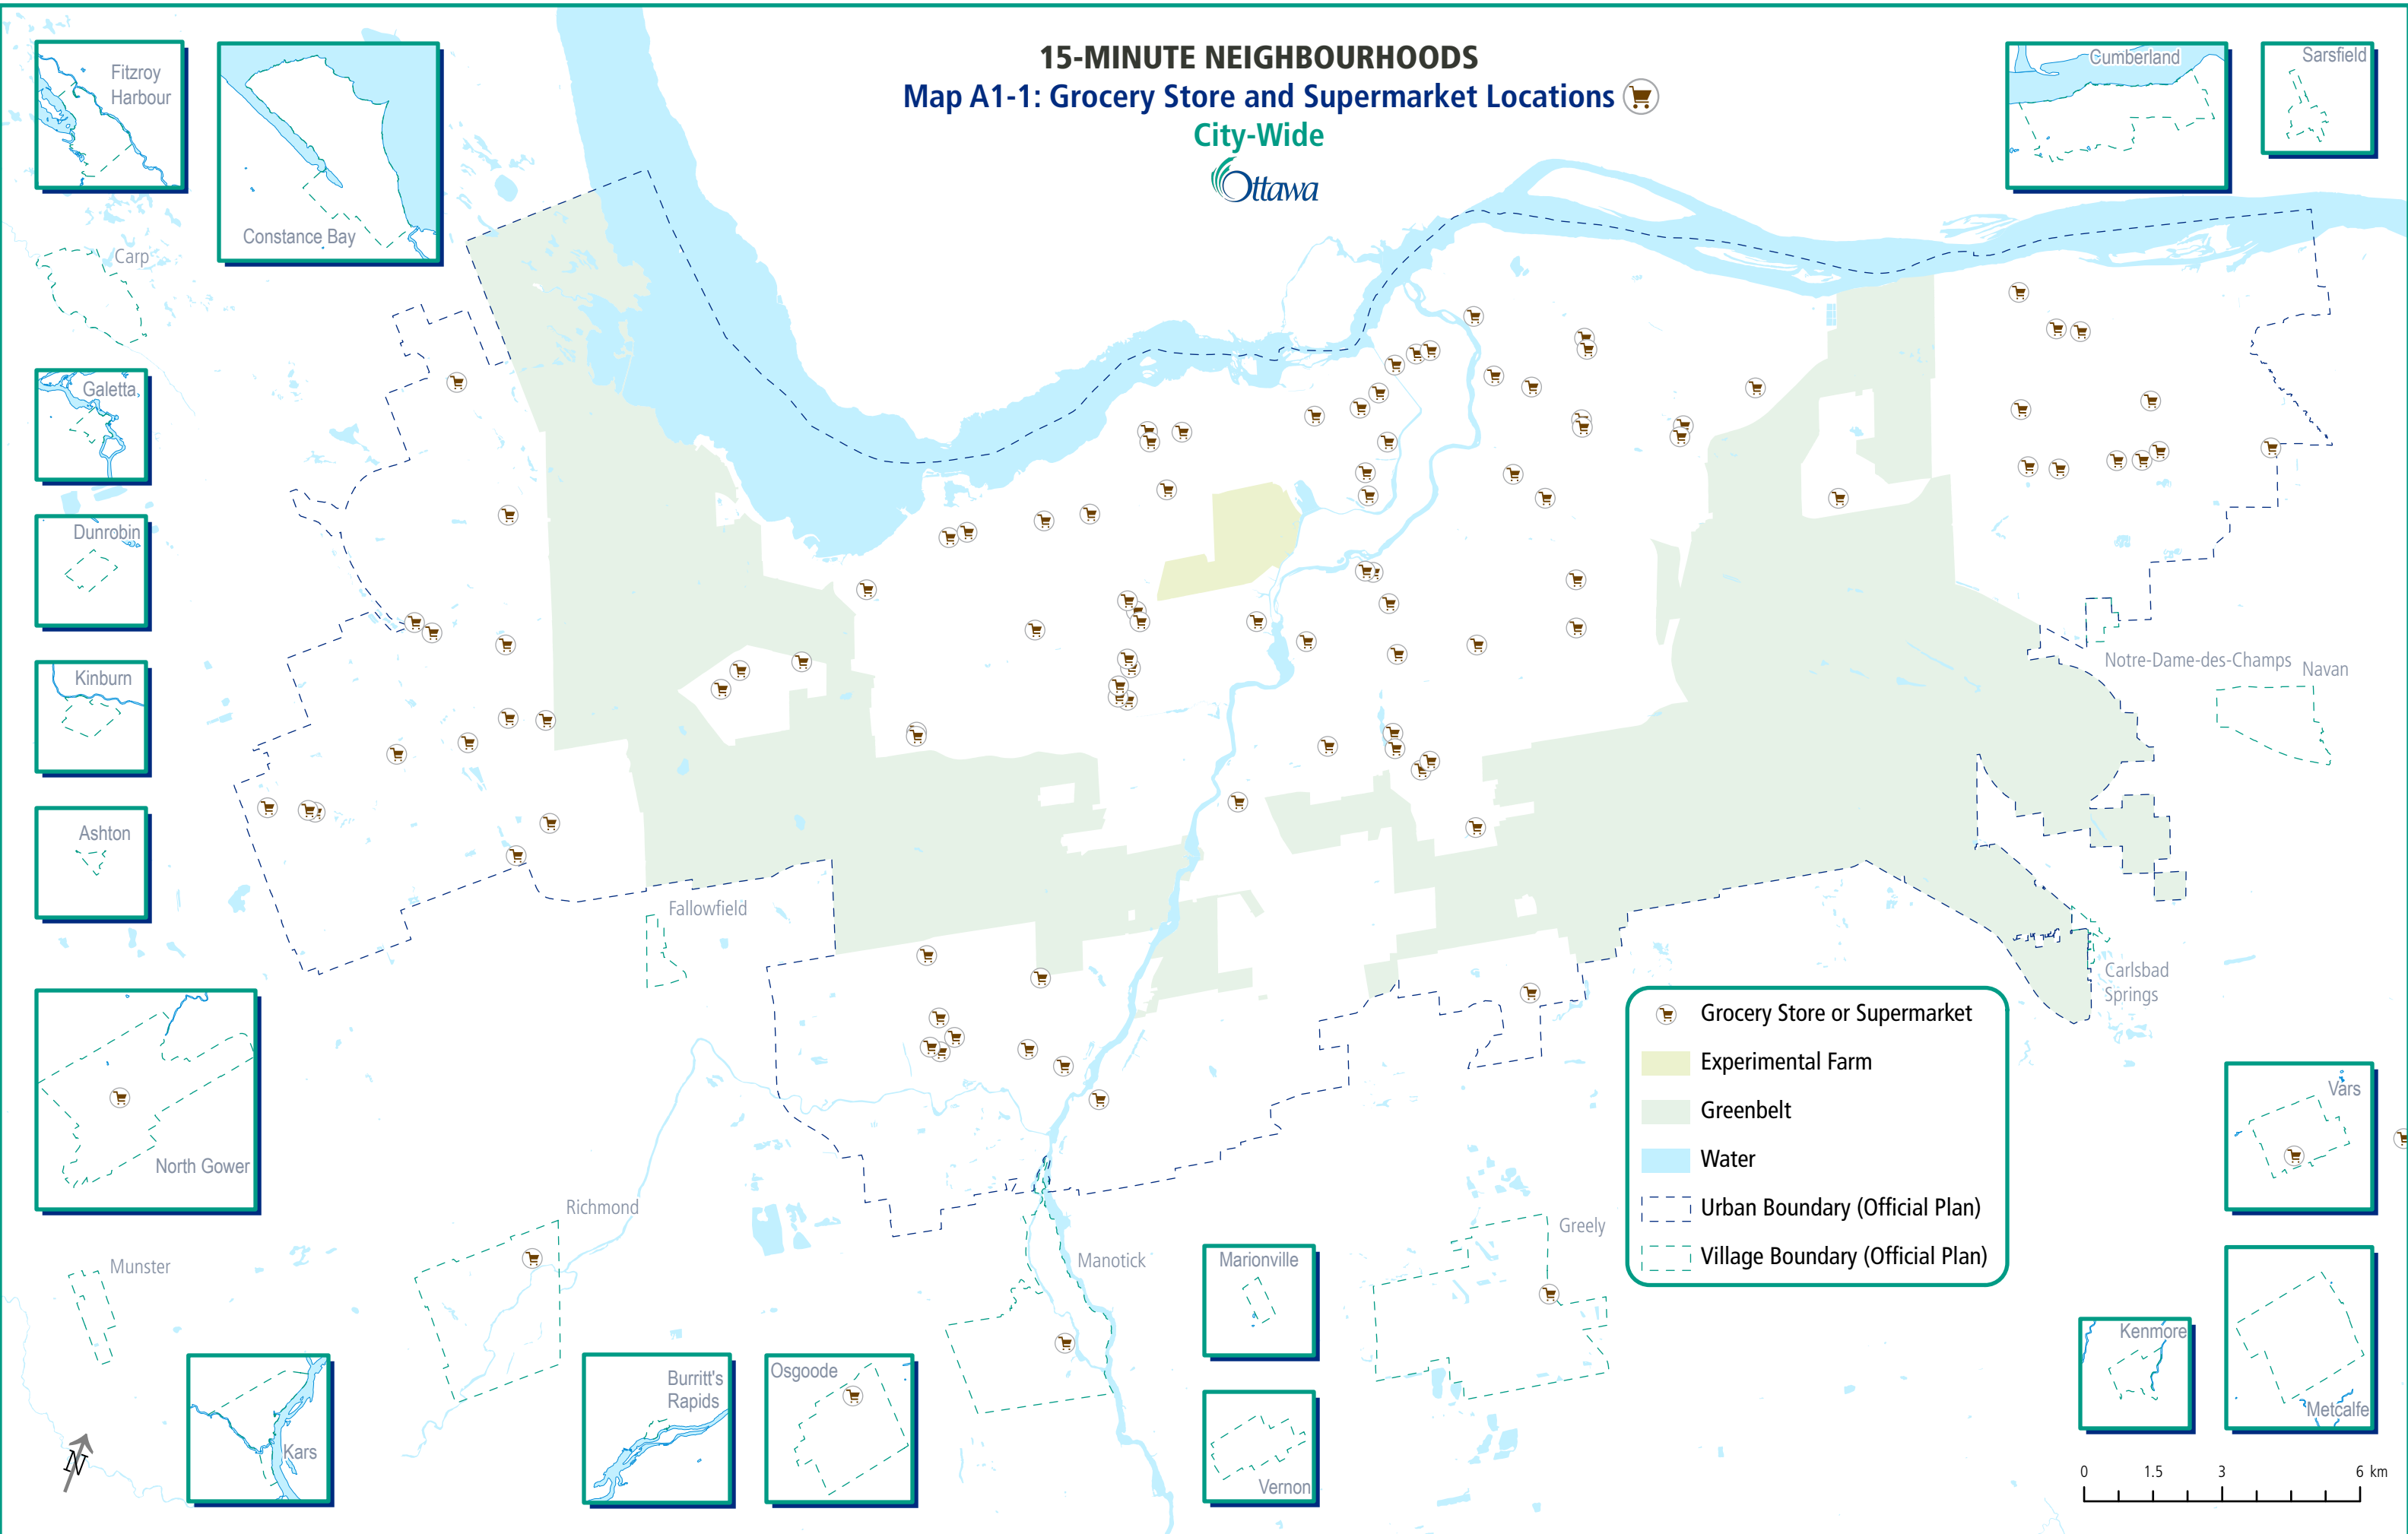 15-MINUTE NEIGHBOURHOODS
Map A1-1: Grocery Store and Supermarket Locations
City-Wide
Ottawa
Fitzroy
Harbour
Constance Bay
Cumberland
Sarsfield
Carp
Galetta
Dunrobin
Kinburn
Notre-Dame-des-Champs
Navan
Ashton
Fallowfield
Carlsbad
Springs
North Gower
Grocery Store or Supermarket
Experimental Farm
Greenbelt
Water
Urban Boundary (Official Plan)
Village Boundary (Official Plan)
Vars
Richmond
Greely
Munster
Manotick
Marionville
Kenmore
Metcalfe
Burritt's
Rapids
Osgoode
Kars
Vernon
N
0 1.5 3 6 km